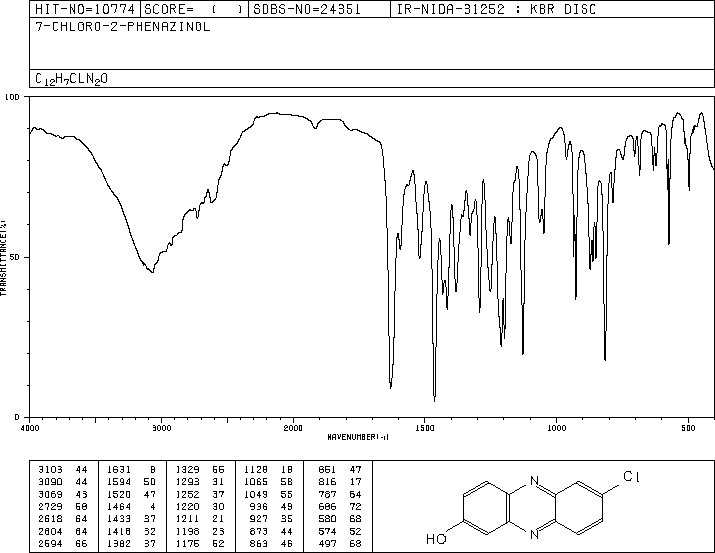 HIT-NO=10774 SCORE= ( ) SDBS-NO=24351 IR-NIDA-31252 : KBR DISC
7-CHLORO-2-PHENAZINOL
C12H7CLN2O
100
TRANSMITTANCE(%)
50
0
4000 3000 2000 1500 1000 500
WAVENUMBER(-1)
3103 44 1631 8 1329 55 1128 18 851 47
3090 44 1594 50 1293 31 1065 58 816 17
3069 43 1520 47 1252 37 1049 55 787 64
2729 60 1464 4 1220 30 936 49 686 72
2618 64 1433 37 1211 21 927 35 580 68
2604 64 1418 32 1198 23 873 44 574 52
2594 66 1382 37 1175 52 863 46 497 68
N
Cl
HO
N